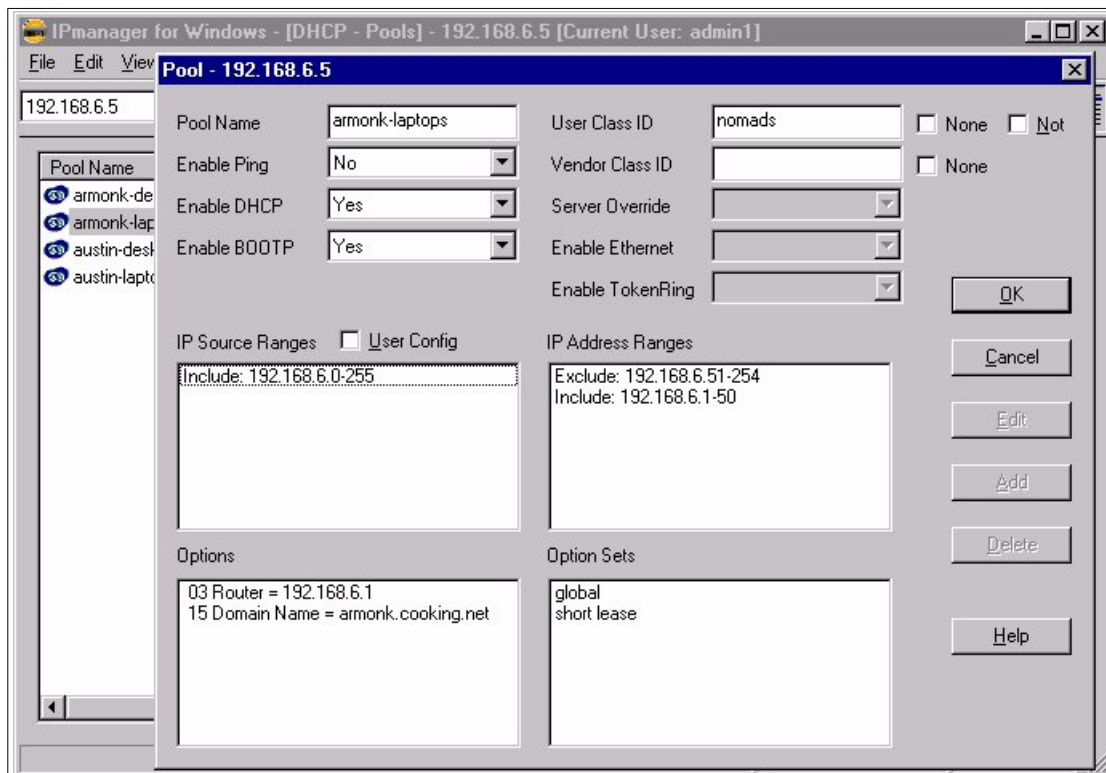 IPmanager for Windows - [DHCP - Pools] - 192.168.6.5 [Current User: admin1]
File Edit View
192.168.6.5
Pool Name
armonk-de
armonk-lap
austin-desk
austin-lapto
Pool - 192.168.6.5
Pool Name armonk-laptops User Class ID nomads None Not
Enable Ping No Vendor Class ID None
Enable DHCP Yes Server Override
Enable BOOTP Yes Enable Ethernet
Enable TokenRing
OK
IP Source Ranges User Config IP Address Ranges
Include: 192.168.6.0-255
Exclude: 192.168.6.51-254
Include: 192.168.6.1-50
Cancel
Edit
Add
Delete
Options Option Sets
03 Router = 192.168.6.1
15 Domain Name = armonk.cooking.net
global
short lease
Help